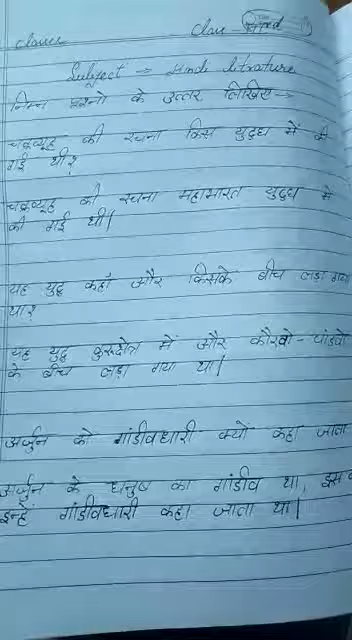 Class
Subject → Hindi literature
निम्न प्रश्नो के उत्तर लिखिए →
चक्रव्यूह की रचना किस युद्ध में की
गई थी?
चक्रव्यूह की रचना महाभारत युद्ध में
की गई थी।
यह युद्ध कहाँ और किसके बीच लड़ा गया
था?
यह युद्ध कुरुक्षेत्र में और कौरवो - पांडवो
के बीच लड़ा गया था।
अर्जुन को गांडीवधारी क्यों कहा जाता
अर्जुन के धनुष का गांडीव था, इस
इन्हें गांडीवधारी कहा जाता था।